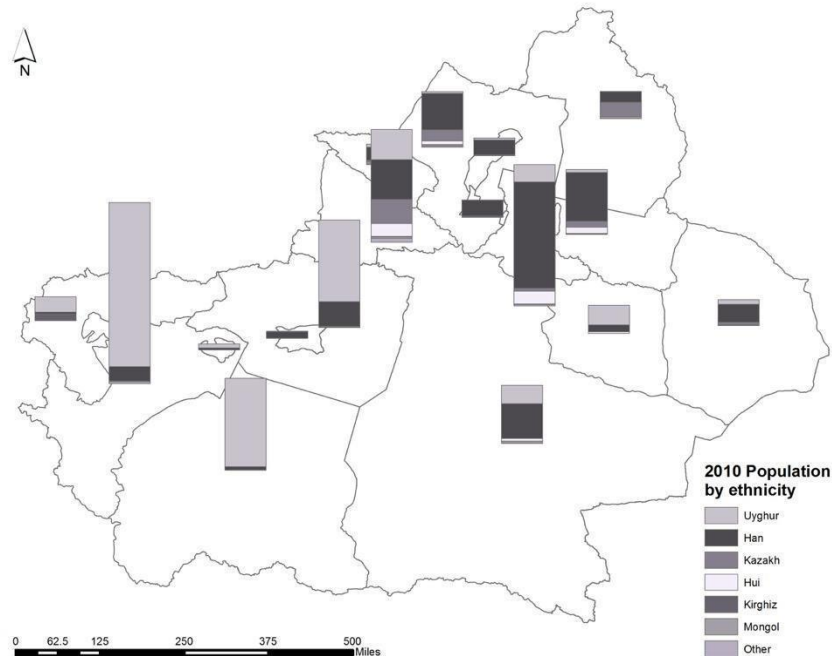 N
2010 Population
by ethnicity
Uyghur
Han
Kazakh
Hui
Kirghiz
Mongol
Other
0 62.5 125 250 375 500
Miles